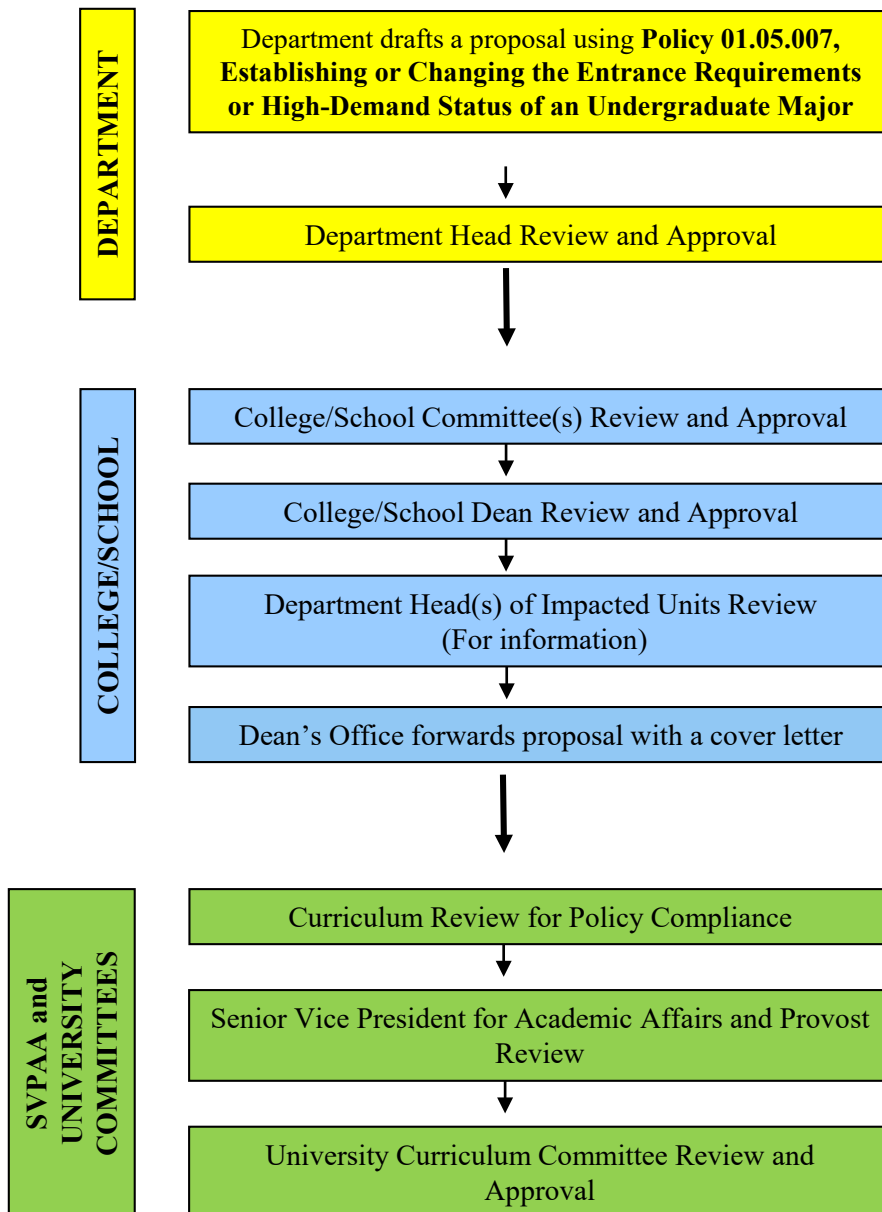 DEPARTMENT
Department drafts a proposal using Policy 01.05.007,
Establishing or Changing the Entrance Requirements
or High-Demand Status of an Undergraduate Major
Department Head Review and Approval
COLLEGE/SCHOOL
College/School Committee(s) Review and Approval
College/School Dean Review and Approval
Department Head(s) of Impacted Units Review
(For information)
Dean’s Office forwards proposal with a cover letter
SVPAA and
UNIVERSITY
COMMITTEES
Curriculum Review for Policy Compliance
Senior Vice President for Academic Affairs and Provost
Review
University Curriculum Committee Review and
Approval